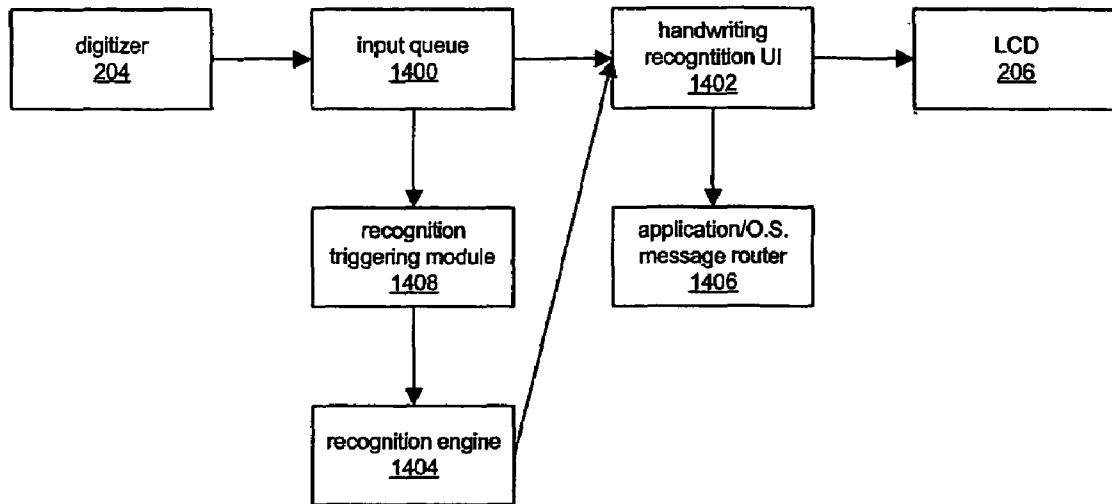 digitizer
204
input queue
1400
handwriting
recogntition UI
1402
LCD
206
recognition
triggering module
1408
application/O.S.
message router
1406
recognition engine
1404